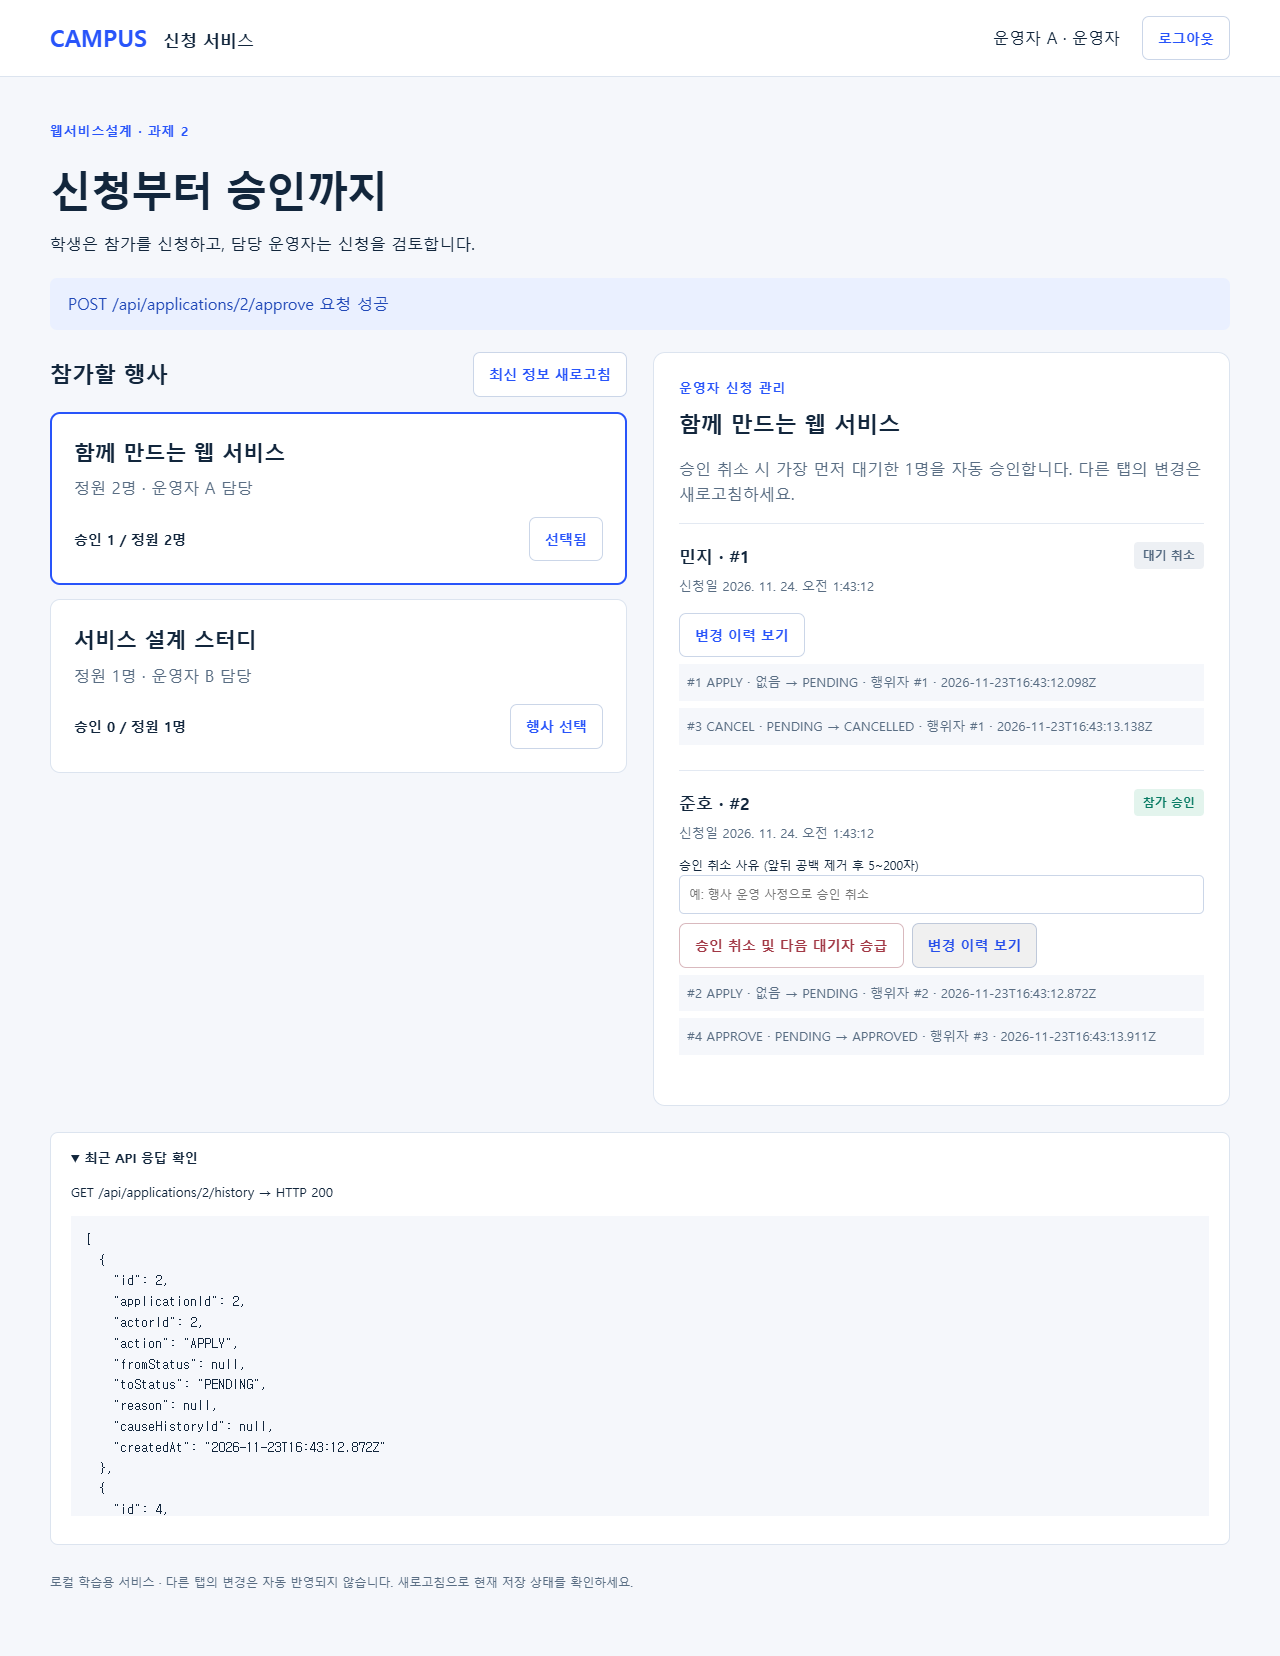 CAMPUS 신청 서비스
운영자 A · 운영자
로그아웃
웹서비스설계 · 과제 2
신청부터 승인까지
학생은 참가를 신청하고, 담당 운영자는 신청을 검토합니다.
POST /api/applications/2/approve 요청 성공
참가할 행사
최신 정보 새로고침
함께 만드는 웹 서비스
정원 2명 · 운영자 A 담당
승인 1 / 정원 2명
선택됨
서비스 설계 스터디
정원 1명 · 운영자 B 담당
승인 0 / 정원 1명
행사 선택
운영자 신청 관리
함께 만드는 웹 서비스
승인 취소 시 가장 먼저 대기한 1명을 자동 승인합니다. 다른 탭의 변경은
새로고침하세요.
민지 · #1
대기 취소
신청일 2026. 11. 24. 오전 1:43:12
변경 이력 보기
#1 APPLY · 없음 → PENDING · 행위자 #1 · 2026-11-23T16:43:12.098Z
#3 CANCEL · PENDING → CANCELLED · 행위자 #1 · 2026-11-23T16:43:13.138Z
준호 · #2
참가 승인
신청일 2026. 11. 24. 오전 1:43:12
승인 취소 사유 (앞뒤 공백 제거 후 5~200자)
예: 행사 운영 사정으로 승인 취소
승인 취소 및 다음 대기자 승급
변경 이력 보기
#2 APPLY · 없음 → PENDING · 행위자 #2 · 2026-11-23T16:43:12.872Z
#4 APPROVE · PENDING → APPROVED · 행위자 #3 · 2026-11-23T16:43:13.911Z
▼ 최근 API 응답 확인
GET /api/applications/2/history → HTTP 200
[
{
"id": 2,
"applicationId": 2,
"actorId": 2,
"action": "APPLY",
"fromStatus": null,
"toStatus": "PENDING",
"reason": null,
"causeHistoryId": null,
"createdAt": "2026-11-23T16:43:12.872Z"
},
{
"id": 4,
로컬 학습용 서비스 · 다른 탭의 변경은 자동 반영되지 않습니다. 새로고침으로 현재 저장 상태를 확인하세요.